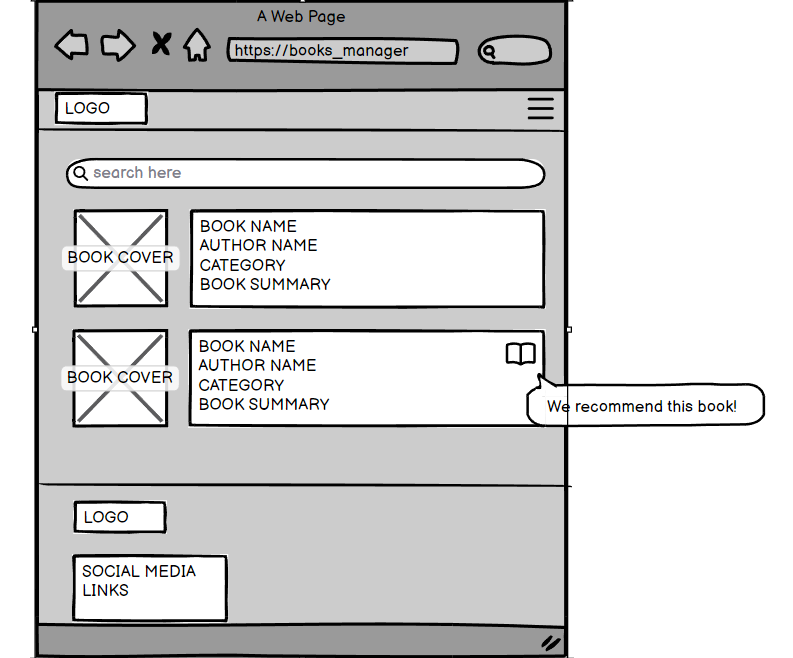 A Web Page
https://books_manager
LOGO
search here
BOOK COVER
BOOK NAME
AUTHOR NAME
CATEGORY
BOOK SUMMARY
BOOK COVER
BOOK NAME
AUTHOR NAME
CATEGORY
BOOK SUMMARY
We recommend this book!
LOGO
SOCIAL MEDIA
LINKS